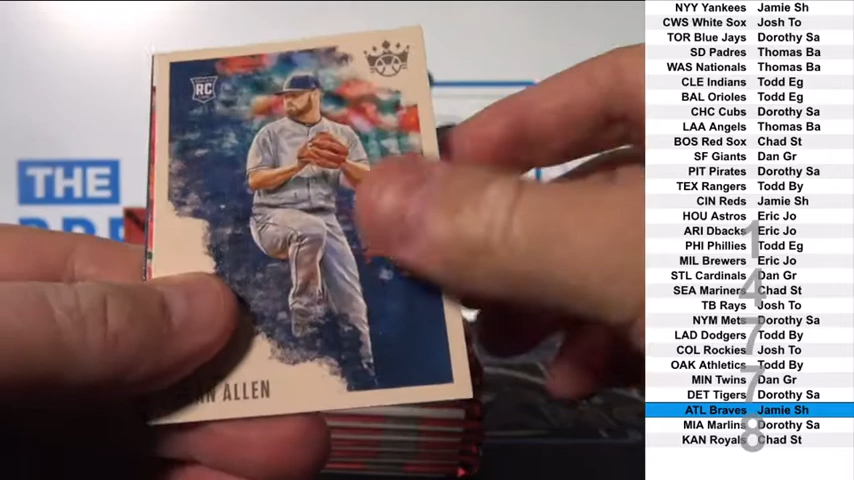 RC
THE
ALLEN
NYY Yankees Jamie Sh
CWS White Sox Josh To
TOR Blue Jays Dorothy Sa
SD Padres Thomas Ba
WAS Nationals Thomas Ba
CLE Indians Todd Eg
BAL Orioles Todd Eg
CHC Cubs Dorothy Sa
LAA Angels Thomas Ba
BOS Red Sox Chad St
SF Giants Dan Gr
PIT Pirates Dorothy Sa
TEX Rangers Todd By
CIN Reds Jamie Sh
HOU Astros Eric Jo
ARI Dbacks Eric Jo
PHI Phillies Todd Eg
MIL Brewers Eric Jo
STL Cardinals Dan Gr
SEA Mariners Chad St
TB Rays Josh To
NYM Mets Dorothy Sa
LAD Dodgers Todd By
COL Rockies Josh To
OAK Athletics Todd By
MIN Twins Dan Gr
DET Tigers Dorothy Sa
ATL Braves Jamie Sh
MIA Marlins Dorothy Sa
KAN Royals Chad St
1
4
7
7
8